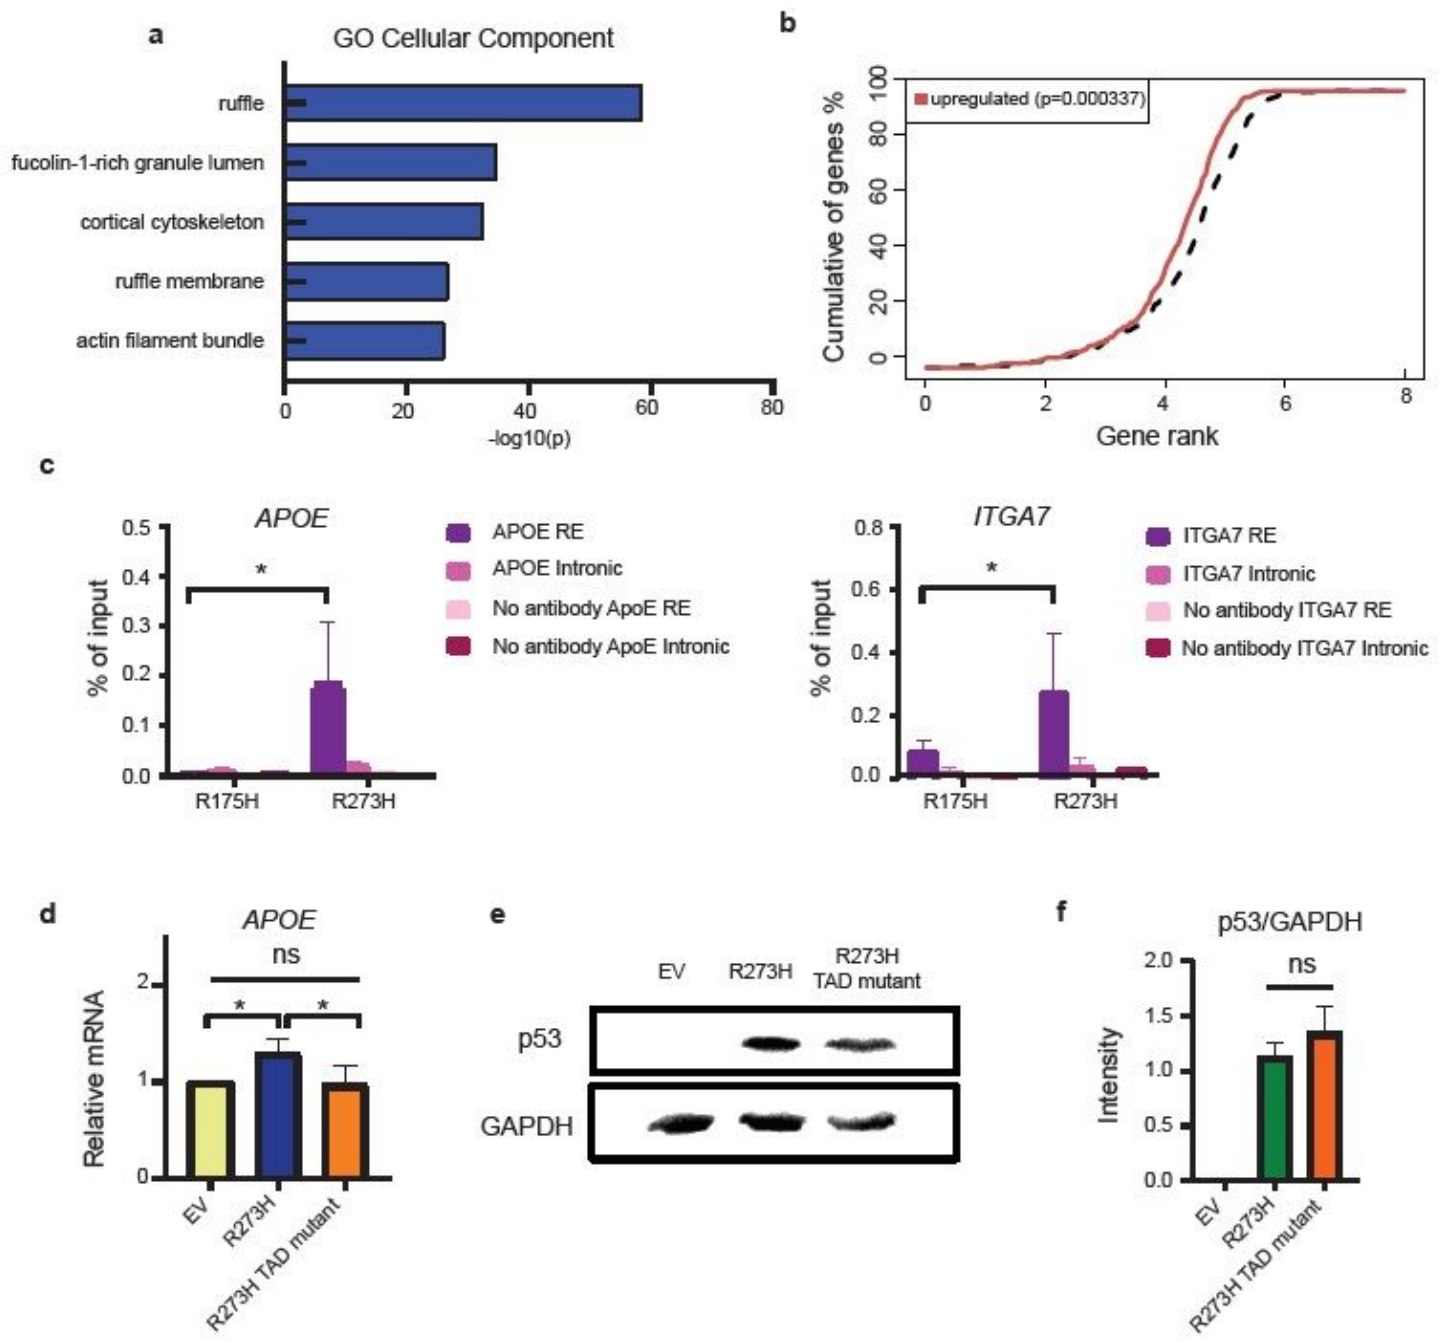 a
GO Cellular Component
ruffle
fucolin-1-rich granule lumen
cortical cytoskeleton
ruffle membrane
actin filament bundle
0 20 40 60 80
-log10(p)
b
upregulated (p=0.000337)
Cumulative of genes %
100
80
60
40
20
0
0 2 4 6 8
Gene rank
c
APOE
% of input
0.5
0.4
0.3
0.2
0.1
0.0
*
R175H R273H
APOE RE
APOE Intronic
No antibody ApoE RE
No antibody ApoE Intronic
ITGA7
% of input
0.8
0.6
0.4
0.2
0.0
*
R175H R273H
ITGA7 RE
ITGA7 Intronic
No antibody ITGA7 RE
No antibody ITGA7 Intronic
d
APOE
ns
* *
Relative mRNA
2
1
0
EV
R273H
R273H TAD mutant
e
EV R273H R273H
TAD mutant
p53
GAPDH
f
p53/GAPDH
ns
Intensity
2.0
1.5
1.0
0.5
0.0
EV
R273H
R273H TAD mutant